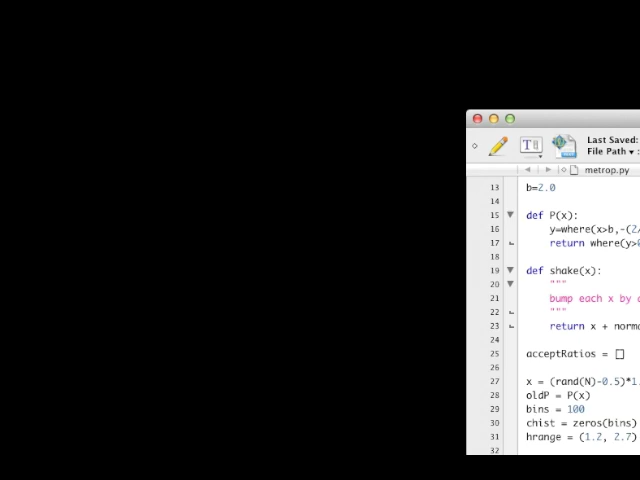 Last Saved:
File Path ▾ :
metrop.py
13 b=2.0
14
15 def P(x):
16 y=where(x>b,-(2/
17 return where(y>0
18
19 def shake(x):
20 """
21 bump each x by a
22 """
23 return x + norma
24
25 acceptRatios = []
26
27 x = (rand(N)-0.5)*1.
28 oldP = P(x)
29 bins = 100
30 chist = zeros(bins)
31 hrange = (1.2, 2.7)
32